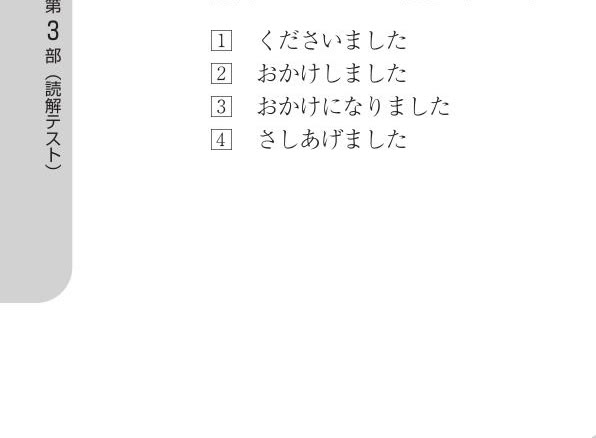 第3部（読解テスト）
1 くださいました
2 おかけしました
3 おかけになりました
4 さしあげました